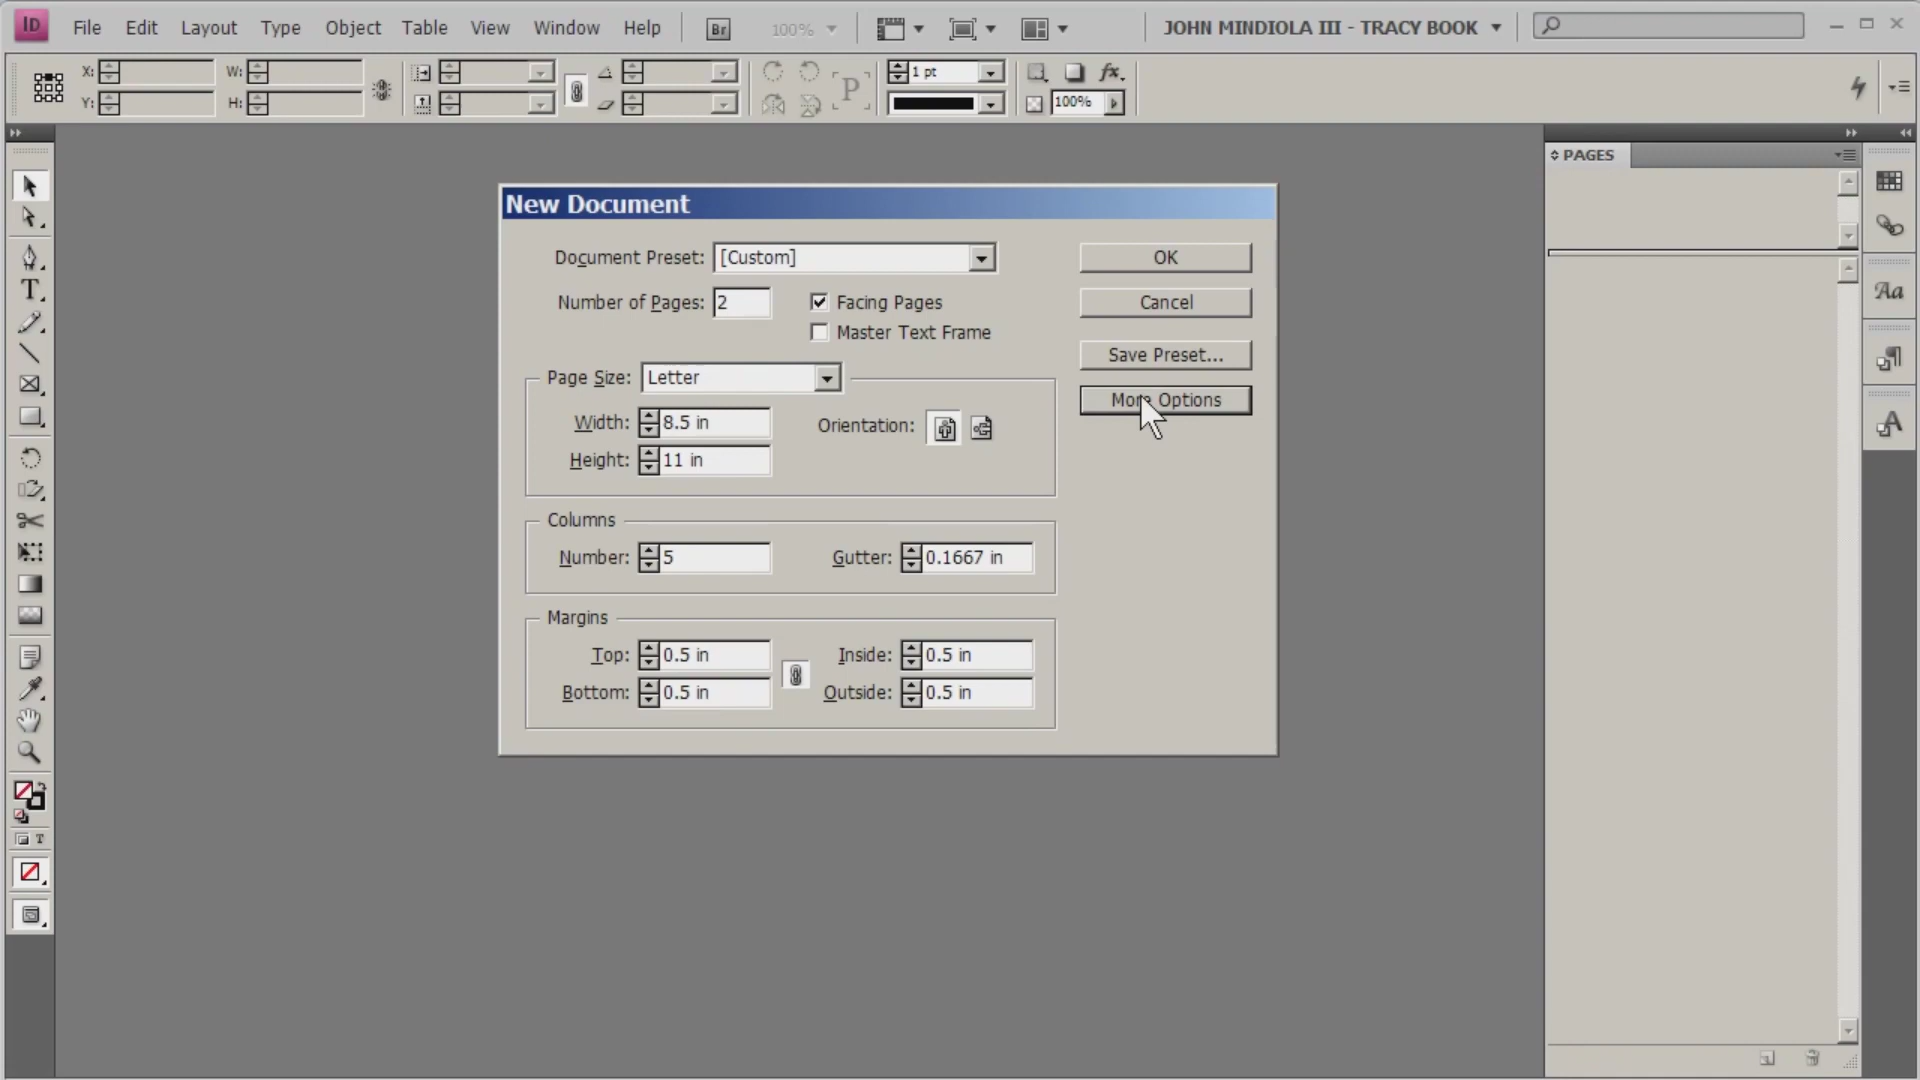 ID File Edit Layout Type Object Table View Window Help Br 100% JOHN MINDIOLA III - TRACY BOOK
X: W: 1 pt fx
Y: H: P 100%
PAGES
New Document
Document Preset: [Custom] OK
Number of Pages: 2 Facing Pages Cancel
Master Text Frame
Save Preset...
Page Size: Letter
More Options
Width: 8.5 in Orientation:
Height: 11 in
Columns
Number: 5 Gutter: 0.1667 in
Margins
Top: 0.5 in Inside: 0.5 in
Bottom: 0.5 in Outside: 0.5 in
T
T
Aa
A